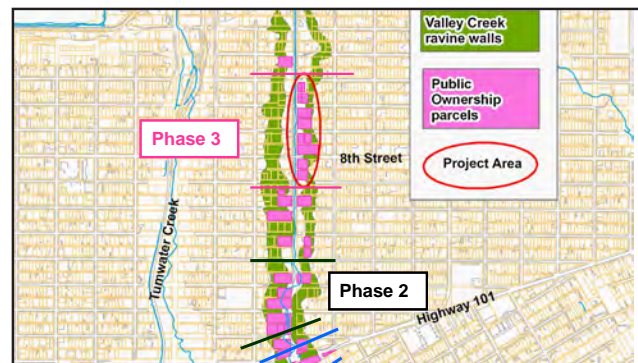 Valley Creek
ravine walls
Public
Ownership
parcels
Phase 3
8th Street
Project Area
Tumwater Creek
Phase 2
Highway 101